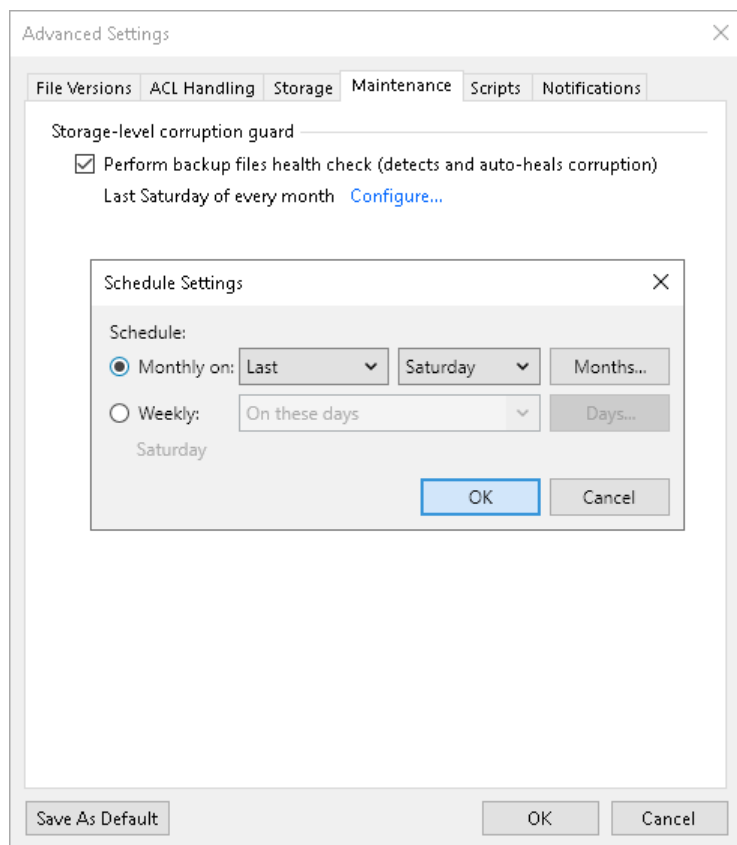 Advanced Settings
File Versions ACL Handling Storage Maintenance Scripts Notifications
Storage-level corruption guard
Perform backup files health check (detects and auto-heals corruption)
Last Saturday of every month Configure...
Schedule Settings
Schedule:
Monthly on: Last Saturday Months...
Weekly: On these days Days...
Saturday
OK Cancel
Save As Default OK Cancel